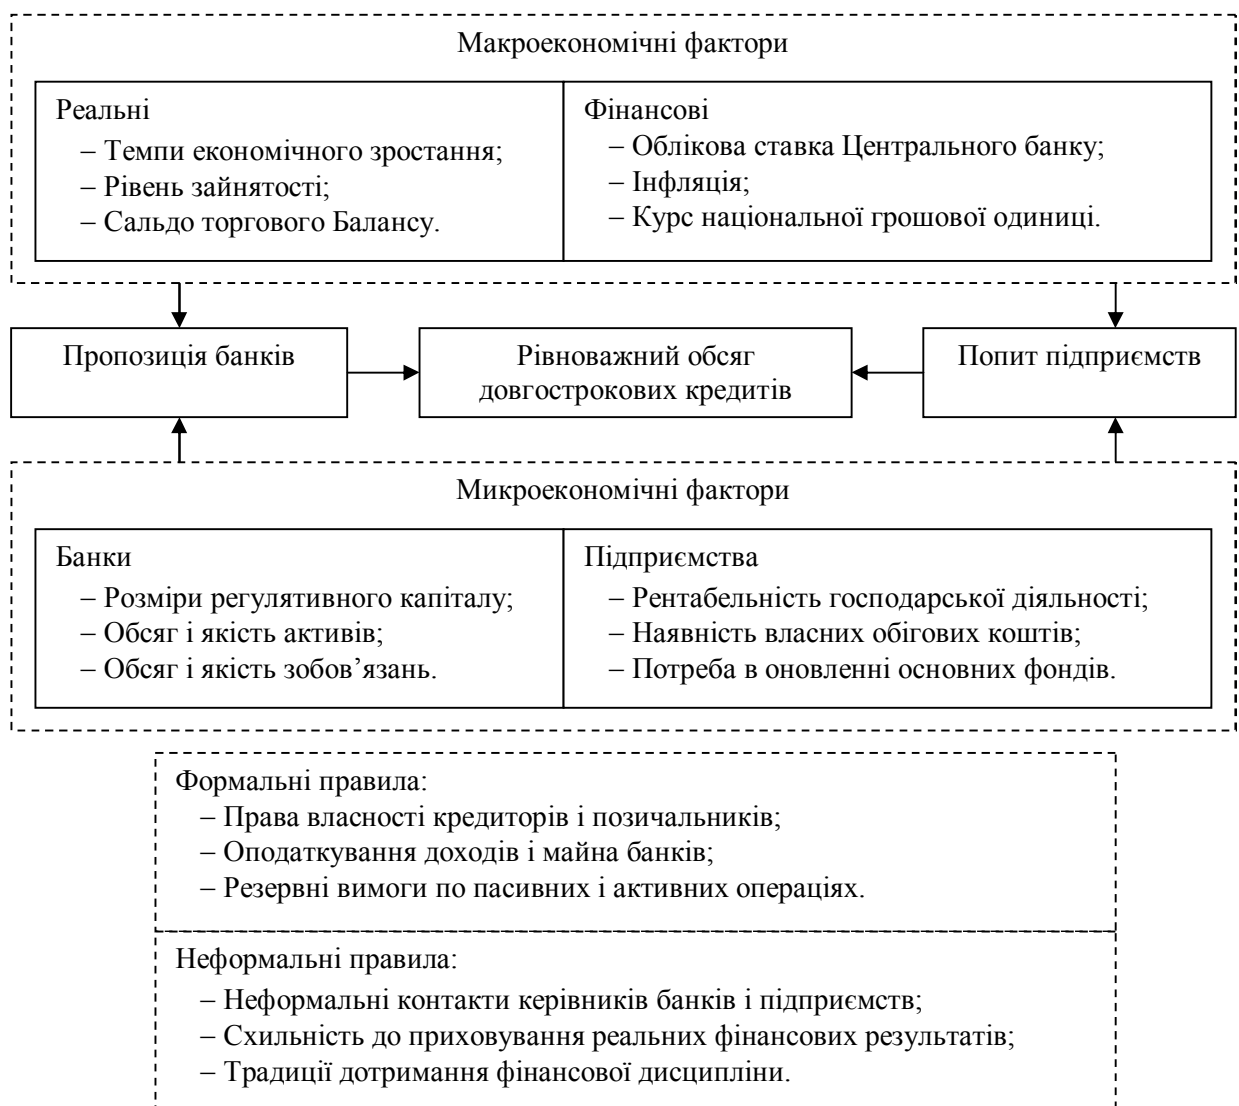 Макроекономічні фактори
Реальні
– Темпи економічного зростання;
– Рівень зайнятості;
– Сальдо торгового Балансу.
Фінансові
– Облікова ставка Центрального банку;
– Інфляція;
– Курс національної грошової одиниці.
Пропозиція банків
Рівноважний обсяг
довгострокових кредитів
Попит підприємств
Микроекономічні фактори
Банки
– Розміри регулятивного капіталу;
– Обсяг і якість активів;
– Обсяг і якість зобов’язань.
Підприємства
– Рентабельність господарської діяльності;
– Наявність власних обігових коштів;
– Потреба в оновленні основних фондів.
Формальні правила:
– Права власності кредиторів і позичальників;
– Оподаткування доходів і майна банків;
– Резервні вимоги по пасивних і активних операціях.
Неформальні правила:
– Неформальні контакти керівників банків і підприємств;
– Схильність до приховування реальних фінансових результатів;
– Традиції дотримання фінансової дисципліни.